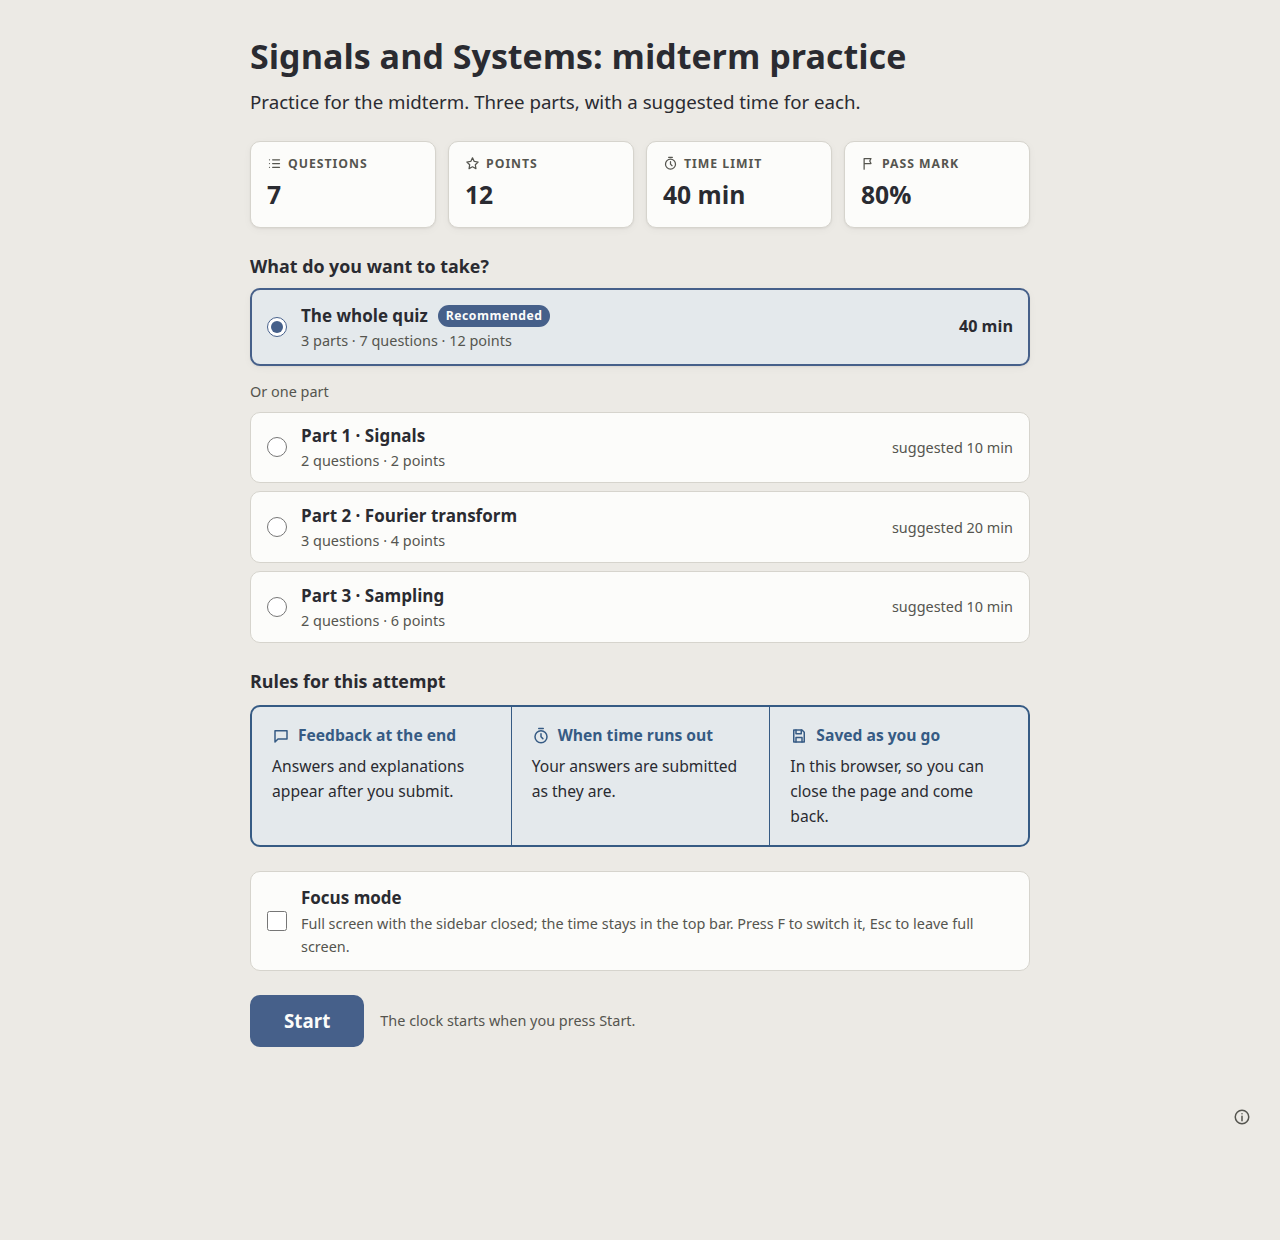 Signals and Systems: midterm practice
Practice for the midterm. Three parts, with a suggested time for each.
QUESTIONS
7
POINTS
12
TIME LIMIT
40 min
PASS MARK
80%
What do you want to take?
The whole quiz Recommended
3 parts · 7 questions · 12 points
40 min
Or one part
Part 1 · Signals
2 questions · 2 points
suggested 10 min
Part 2 · Fourier transform
3 questions · 4 points
suggested 20 min
Part 3 · Sampling
2 questions · 6 points
suggested 10 min
Rules for this attempt
Feedback at the end
Answers and explanations
appear after you submit.
When time runs out
Your answers are submitted
as they are.
Saved as you go
In this browser, so you can
close the page and come
back.
Focus mode
Full screen with the sidebar closed; the time stays in the top bar. Press F to switch it, Esc to leave full
screen.
Start
The clock starts when you press Start.